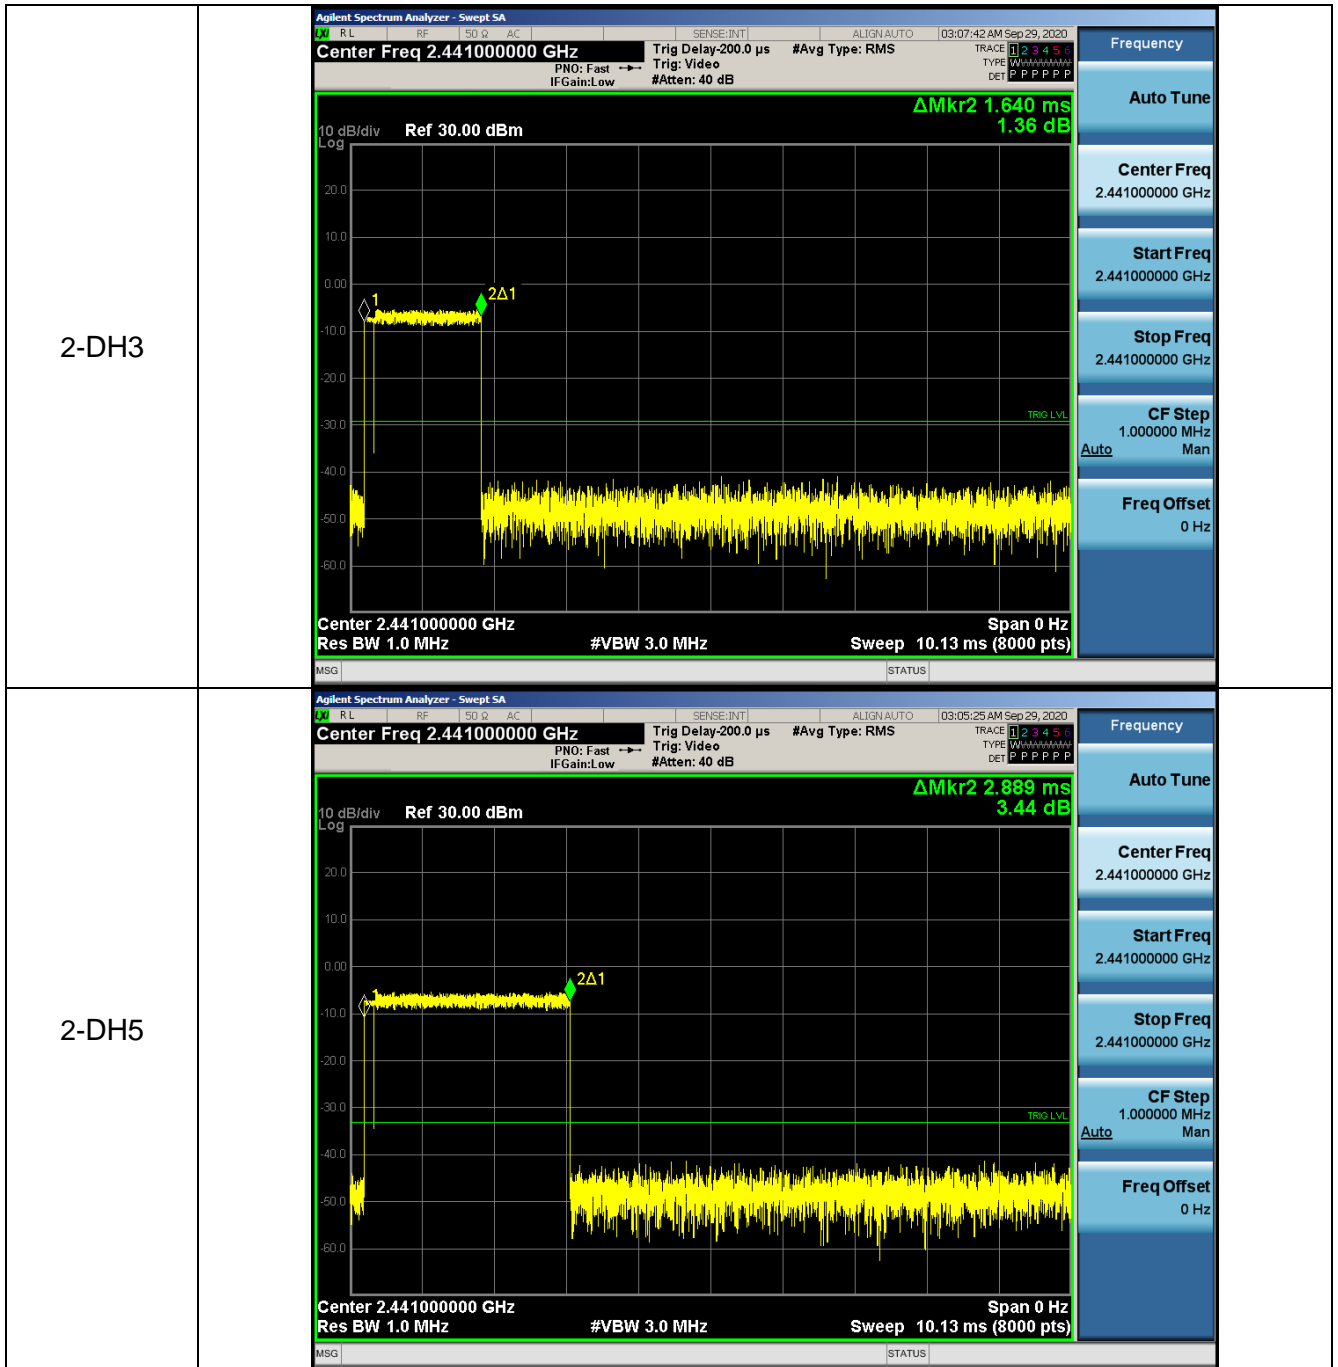 2-DH3
Agilent Spectrum Analyzer - Swept SA
LXI RL RF 50 Ω AC SENSE:INT ALIGN AUTO 03:07:42 AM Sep 29, 2020
Center Freq 2.441000000 GHz
PNO: Fast
IFGain:Low
Trig Delay-200.0 µs
Trig: Video
#Atten: 40 dB
#Avg Type: RMS
TRACE 1 2 3 4 5 6
TYPE W
DET P P P P P P
ΔMkr2 1.640 ms
1.36 dB
10 dB/div Ref 30.00 dBm
Log
20.0
10.0
0.00
-10.0
-20.0
-30.0
-40.0
-50.0
-60.0
1
2Δ1
TRIG LVL
Center 2.441000000 GHz Span 0 Hz
Res BW 1.0 MHz #VBW 3.0 MHz Sweep 10.13 ms (8000 pts)
MSG STATUS
Frequency
Auto Tune
Center Freq
2.441000000 GHz
Start Freq
2.441000000 GHz
Stop Freq
2.441000000 GHz
CF Step
1.000000 MHz
Auto Man
Freq Offset
0 Hz
2-DH5
Agilent Spectrum Analyzer - Swept SA
LXI RL RF 50 Ω AC SENSE:INT ALIGN AUTO 03:05:25 AM Sep 29, 2020
Center Freq 2.441000000 GHz
PNO: Fast
IFGain:Low
Trig Delay-200.0 µs
Trig: Video
#Atten: 40 dB
#Avg Type: RMS
TRACE 1 2 3 4 5 6
TYPE W
DET P P P P P P
ΔMkr2 2.889 ms
3.44 dB
10 dB/div Ref 30.00 dBm
Log
20.0
10.0
0.00
-10.0
-20.0
-30.0
-40.0
-50.0
-60.0
1
2Δ1
TRIG LVL
Center 2.441000000 GHz Span 0 Hz
Res BW 1.0 MHz #VBW 3.0 MHz Sweep 10.13 ms (8000 pts)
MSG STATUS
Frequency
Auto Tune
Center Freq
2.441000000 GHz
Start Freq
2.441000000 GHz
Stop Freq
2.441000000 GHz
CF Step
1.000000 MHz
Auto Man
Freq Offset
0 Hz